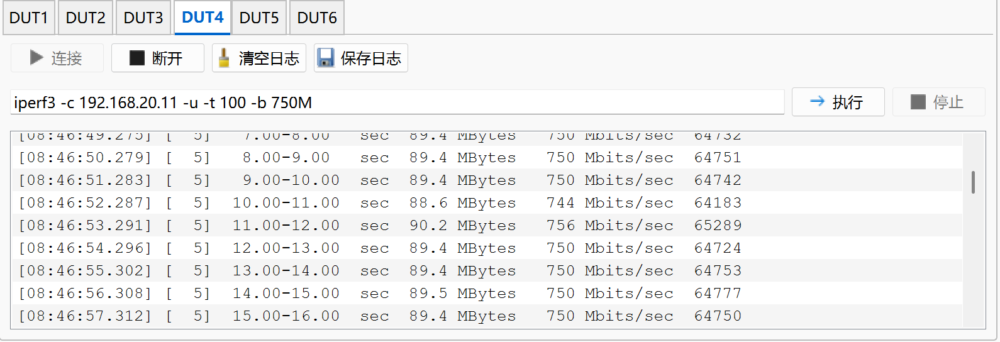 DUT1 DUT2 DUT3 DUT4 DUT5 DUT6
连接 断开 清空日志 保存日志
iperf3 -c 192.168.20.11 -u -t 100 -b 750M 执行 停止
[08:46:49.275] [  5]   7.00-8.00   sec  89.4 MBytes   750 Mbits/sec  64732
[08:46:50.279] [  5]   8.00-9.00   sec  89.4 MBytes   750 Mbits/sec  64751
[08:46:51.283] [  5]   9.00-10.00  sec  89.4 MBytes   750 Mbits/sec  64742
[08:46:52.287] [  5]  10.00-11.00  sec  88.6 MBytes   744 Mbits/sec  64183
[08:46:53.291] [  5]  11.00-12.00  sec  90.2 MBytes   756 Mbits/sec  65289
[08:46:54.296] [  5]  12.00-13.00  sec  89.4 MBytes   750 Mbits/sec  64724
[08:46:55.302] [  5]  13.00-14.00  sec  89.4 MBytes   750 Mbits/sec  64753
[08:46:56.308] [  5]  14.00-15.00  sec  89.5 MBytes   750 Mbits/sec  64777
[08:46:57.312] [  5]  15.00-16.00  sec  89.4 MBytes   750 Mbits/sec  64750